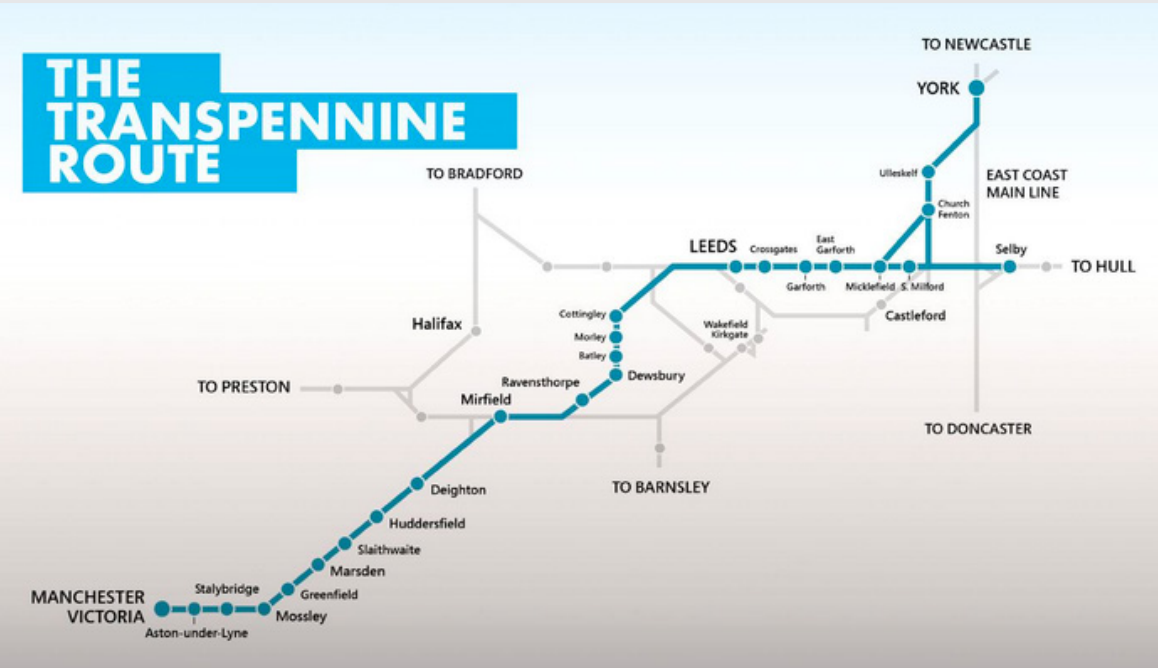 THE
TRANSPENNINE
ROUTE
TO NEWCASTLE
YORK
TO BRADFORD
Ulleskelf
EAST COAST
MAIN LINE
Church
Fenton
LEEDS
Crossgates
East
Garforth
Selby
TO HULL
Garforth
Micklefield
S. Milford
Cottingley
Castleford
Halifax
Wakefield
Kirkgate
Morley
Batley
Dewsbury
Ravensthorpe
TO PRESTON
Mirfield
TO DONCASTER
TO BARNSLEY
Deighton
Huddersfield
Slaithwaite
Marsden
Stalybridge
Greenfield
MANCHESTER
VICTORIA
Mossley
Aston-under-Lyne